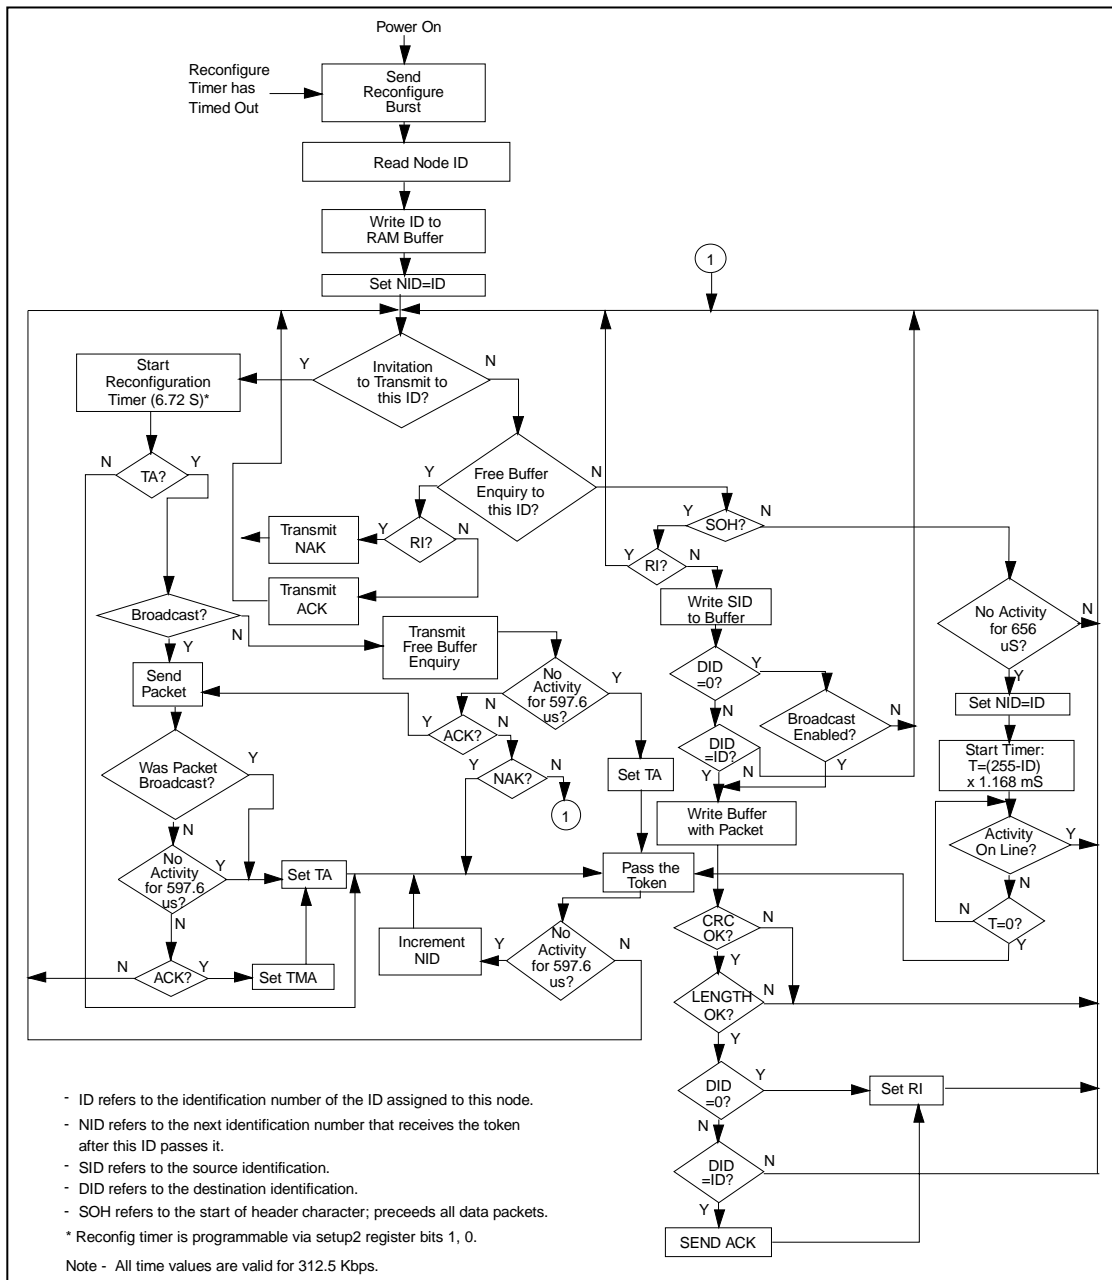 Power On
Reconfigure
Timer has
Timed Out
Send
Reconfigure
Burst
Read Node ID
Write ID to
RAM Buffer
1
Set NID=ID
Start
Reconfiguration
Timer (6.72 S)*
Y
Invitation
to Transmit to
this ID?
N
N
TA?
Y
Y
Free Buffer
Enquiry to
this ID?
N
Transmit
NAK
Y
RI?
N
Y
SOH?
N
Y
RI?
N
Transmit
ACK
Write SID
to Buffer
No Activity
for 656
uS?
N
Y
Broadcast?
N
Y
Transmit
Free Buffer
Enquiry
Send
Packet
No
Activity
for 597.6
us?
N
Y
DID
=0?
Y
N
Broadcast
Enabled?
N
Y
Set NID=ID
Y
ACK?
N
DID
=ID?
Y
N
Start Timer:
T=(255-ID)
x 1.168 mS
Was Packet
Broadcast?
Y
N
NAK?
Y
N
Set TA
1
Write Buffer
with Packet
Activity
On Line?
Y
N
No
Activity
for 597.6
us?
Y
N
Set TA
Pass the
Token
N
T=0?
Y
Increment
NID
Y
No
Activity
for 597.6
us?
N
CRC
OK?
N
Y
N
ACK?
Y
Set TMA
LENGTH
OK?
N
Y
DID
=0?
Y
N
Set RI
DID
=ID?
N
Y
SEND ACK
- ID refers to the identification number of the ID assigned to this node.
- NID refers to the next identification number that receives the token
after this ID passes it.
- SID refers to the source identification.
- DID refers to the destination identification.
- SOH refers to the start of header character; preceeds all data packets.
* Reconfig timer is programmable via setup2 register bits 1, 0.
Note - All time values are valid for 312.5 Kbps.